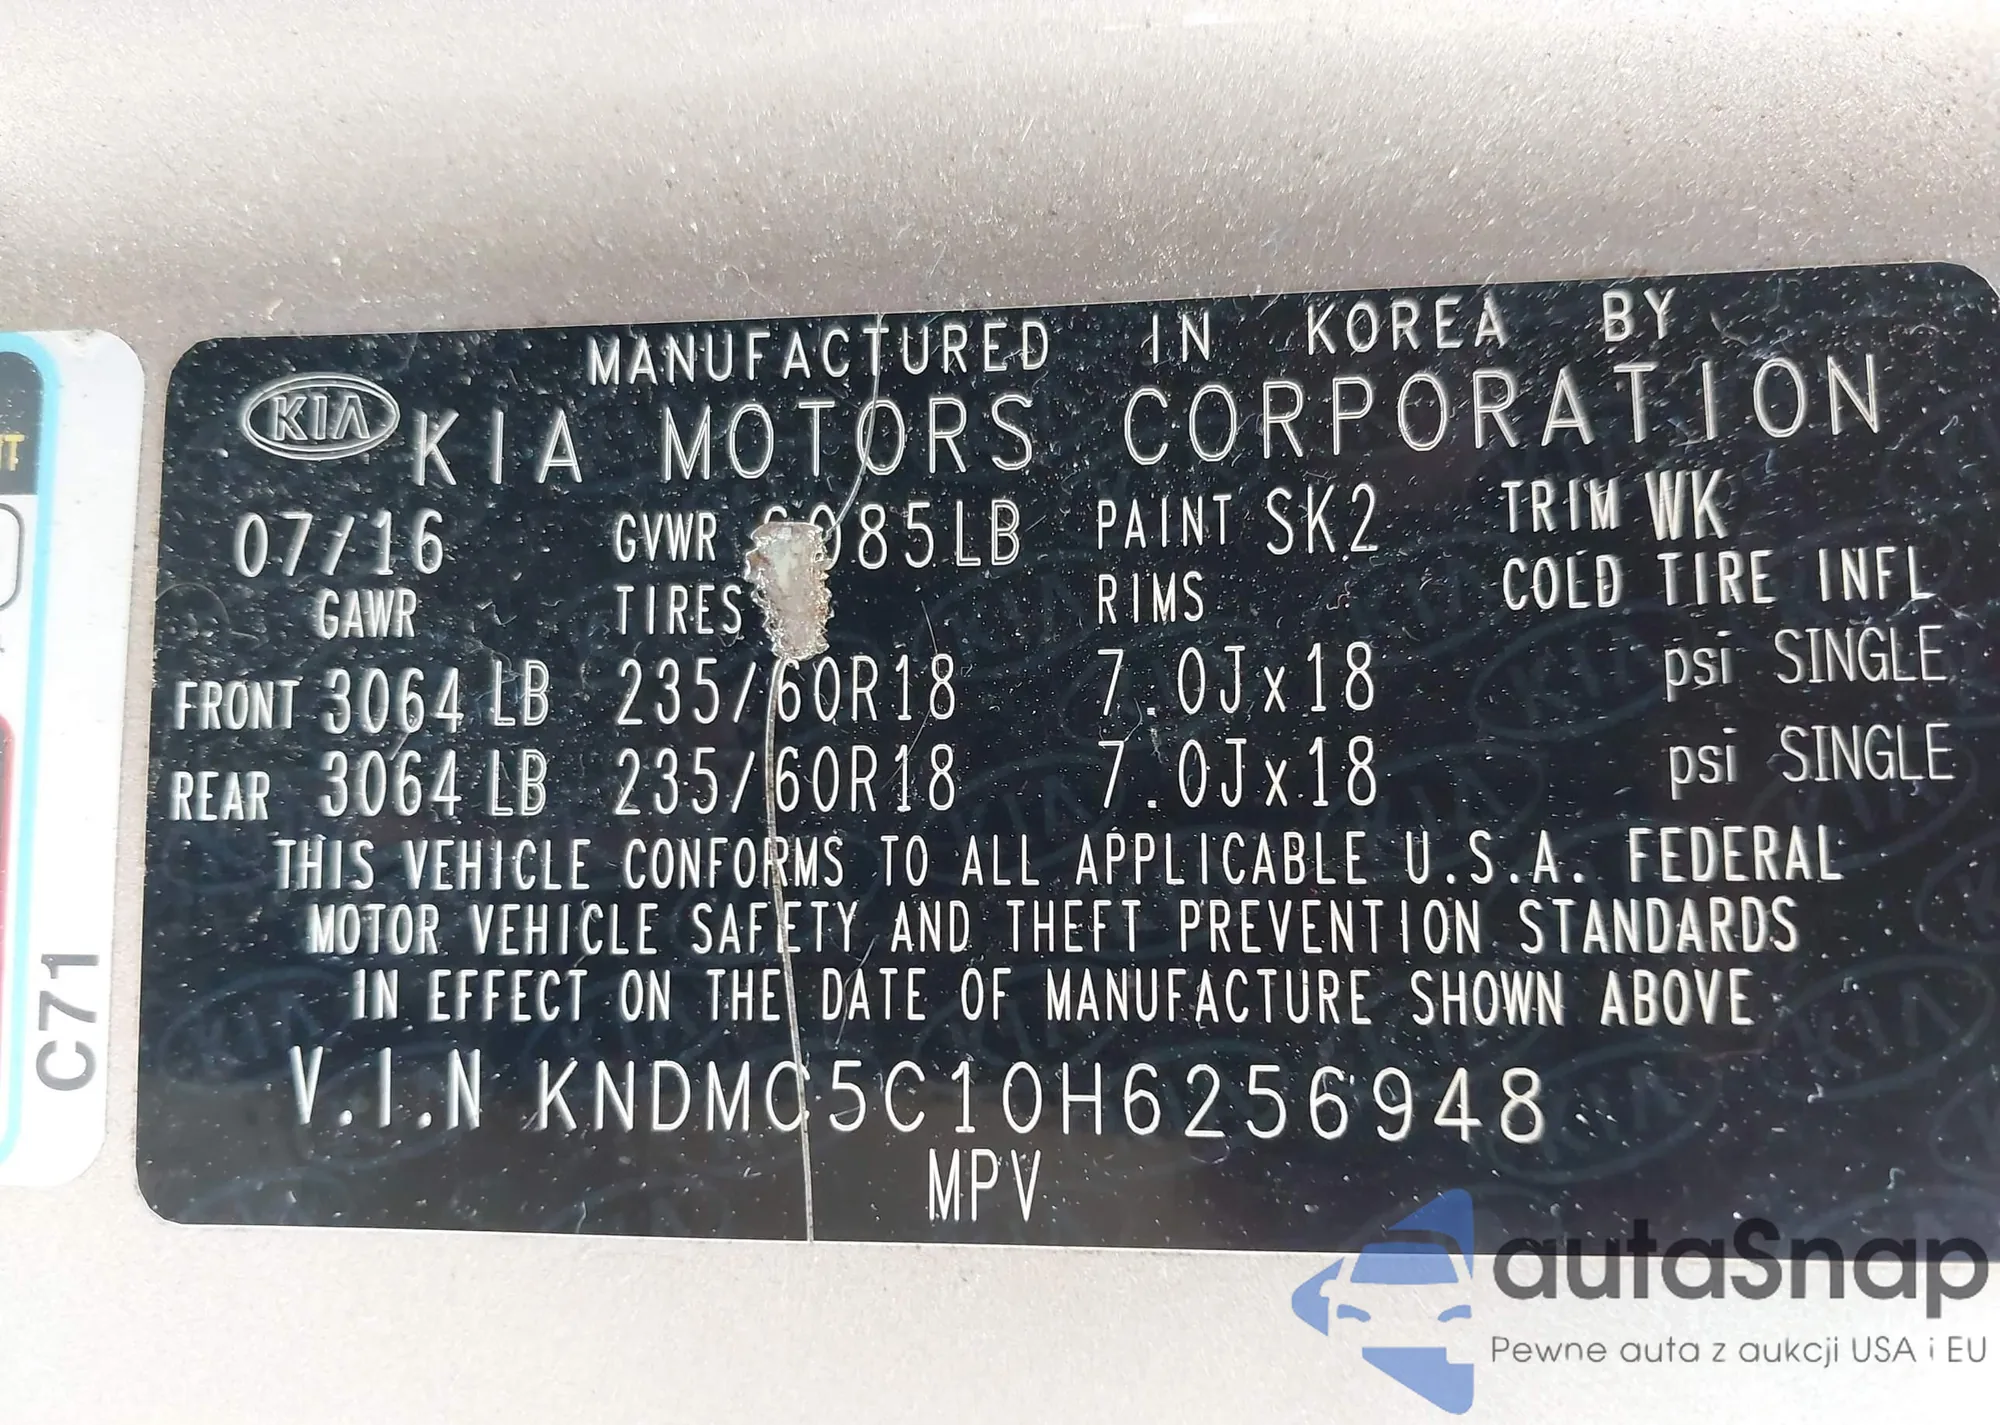 MANUFACTURED IN KOREA BY
KIA KIA MOTORS CORPORATION
07/16 GVWR 6085LB PAINT SK2 TRIM WK
GAWR TIRES RIMS COLD TIRE INFL
FRONT 3064 LB 235/60R18 7.0Jx18 psi SINGLE
REAR 3064 LB 235/60R18 7.0Jx18 psi SINGLE
THIS VEHICLE CONFORMS TO ALL APPLICABLE U.S.A. FEDERAL
MOTOR VEHICLE SAFETY AND THEFT PREVENTION STANDARDS
IN EFFECT ON THE DATE OF MANUFACTURE SHOWN ABOVE
V.I.N KNDMC5C10H6256948
MPV
C71
autaSnap
Pewne auta z aukcji USA i EU